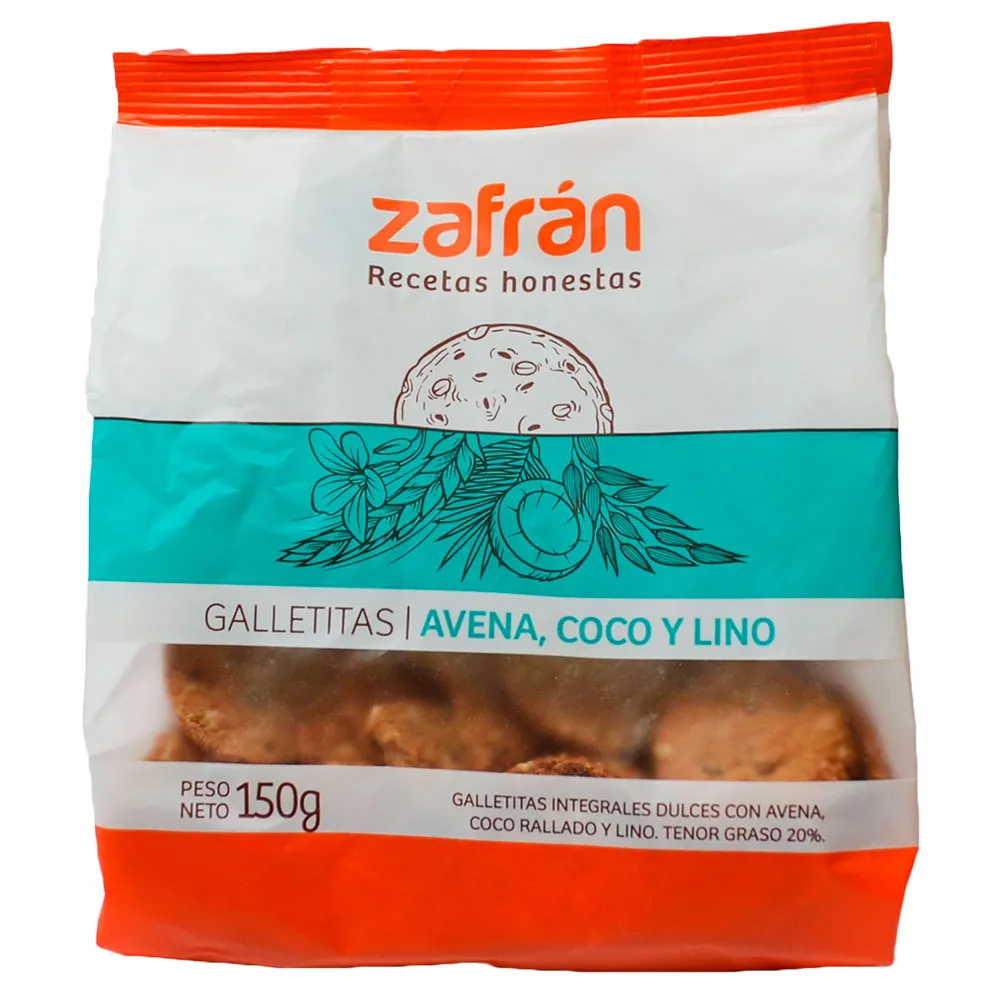 zafrán
Recetas honestas
GALLETITAS | AVENA, COCO Y LINO
PESO
NETO 150g
GALLETITAS INTEGRALES DULCES CON AVENA,
COCO RALLADO Y LINO. TENOR GRASO 20%.